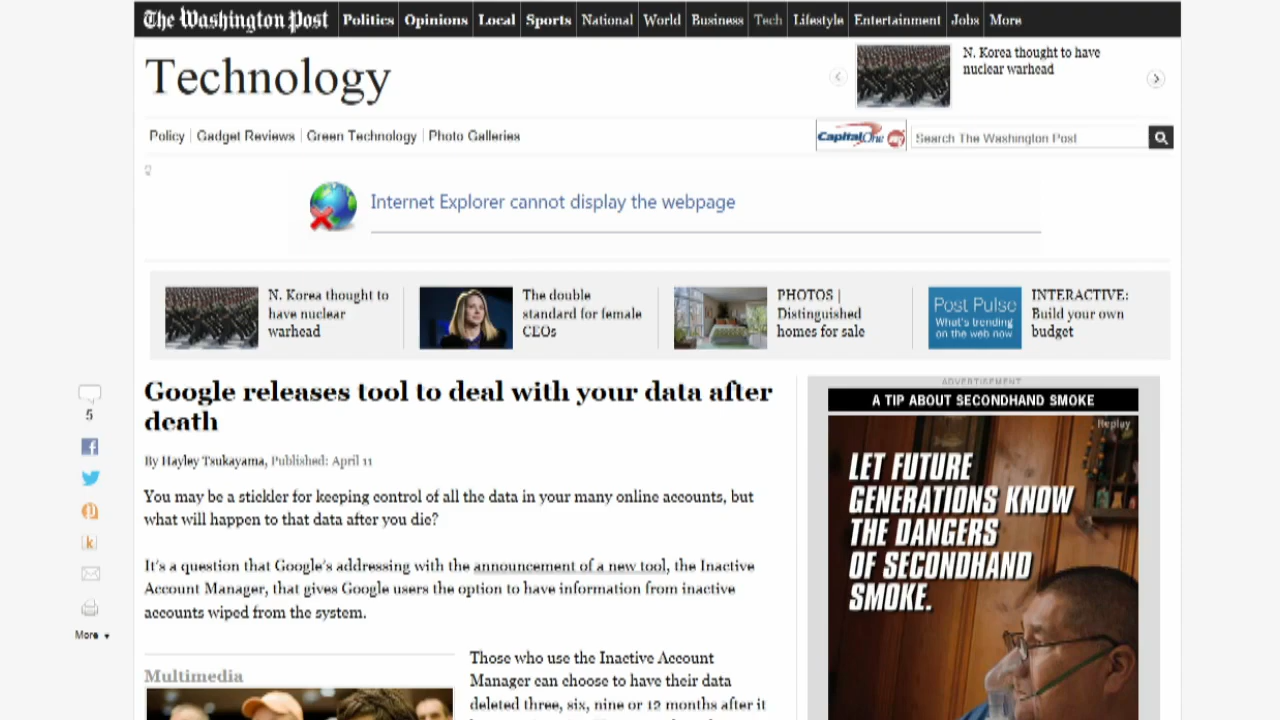 The Washington Post Politics Opinions Local Sports National World Business Tech Lifestyle Entertainment Jobs More
Technology
N. Korea thought to have
nuclear warhead
Policy Gadget Reviews Green Technology Photo Galleries
CapitalOne
Search The Washington Post
Internet Explorer cannot display the webpage
N. Korea thought to
have nuclear
warhead
The double
standard for female
CEOs
PHOTOS |
Distinguished
homes for sale
Post Pulse
What's trending
on the web now
INTERACTIVE:
Build your own
budget
5
More
Google releases tool to deal with your data after
death
By Hayley Tsukayama, Published: April 11
You may be a stickler for keeping control of all the data in your many online accounts, but
what will happen to that data after you die?
It's a question that Google's addressing with the announcement of a new tool, the Inactive
Account Manager, that gives Google users the option to have information from inactive
accounts wiped from the system.
Multimedia
Those who use the Inactive Account
Manager can choose to have their data
deleted three, six, nine or 12 months after it
ADVERTISEMENT
A TIP ABOUT SECONDHAND SMOKE
Replay
LET FUTURE
GENERATIONS KNOW
THE DANGERS
OF SECONDHAND
SMOKE.